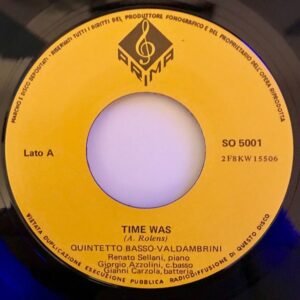 MARCHIO E DISCO DEPOSITATI - RISERVATI TUTTI I DIRITTI DEL PRODUTTORE FONOGRAFICO E DEL PROPRIETARIO DELL'OPERA RIPRODOTTA
PRIMA
Lato A
SO 5001
2F8KW15506
TIME WAS
(A. Rolens)
QUINTETTO BASSO-VALDAMBRINI
Renato Sellani, piano
Giorgio Azzolini, c.basso
Gianni Carzola, batteria
VIETATA DUPLICAZIONE ESECUZIONE PUBBLICA RADIODIFFUSIONE DI QUESTO DISCO